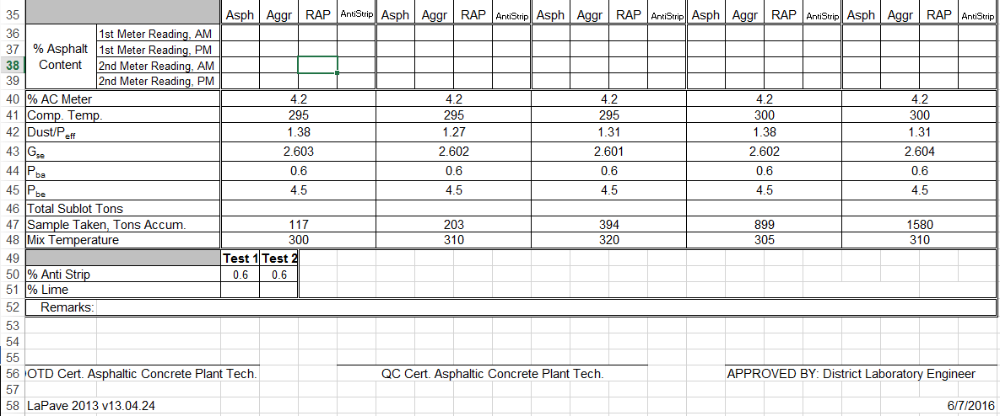 35 Asph Aggr RAP AntiStrip Asph Aggr RAP AntiStrip Asph Aggr RAP AntiStrip Asph Aggr RAP AntiStrip Asph Aggr RAP AntiStrip
36 1st Meter Reading, AM
37 % Asphalt 1st Meter Reading, PM
38 Content 2nd Meter Reading, AM
39 2nd Meter Reading, PM
40 % AC Meter 4.2 4.2 4.2 4.2 4.2
41 Comp. Temp. 295 295 295 300 300
42 Dust/Peff 1.38 1.27 1.31 1.38 1.31
43 Gse 2.603 2.602 2.601 2.602 2.604
44 Pba 0.6 0.6 0.6 0.6 0.6
45 Pbe 4.5 4.5 4.5 4.5 4.5
46 Total Sublot Tons
47 Sample Taken, Tons Accum. 117 203 394 899 1580
48 Mix Temperature 300 310 320 305 310
49 Test 1 Test 2
50 % Anti Strip 0.6 0.6
51 % Lime
52 Remarks:
53
54
55
56 OTD Cert. Asphaltic Concrete Plant Tech. QC Cert. Asphaltic Concrete Plant Tech. APPROVED BY: District Laboratory Engineer
57
58 LaPave 2013 v13.04.24 6/7/2016